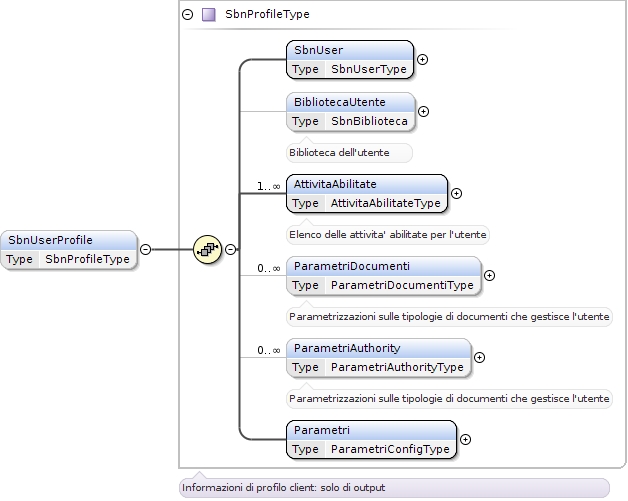 SbnProfileType
SbnUser
Type SbnUserType
BibliotecaUtente
Type SbnBiblioteca
Biblioteca dell'utente
1..∞
AttivitaAbilitate
Type AttivitaAbilitateType
Elenco delle attivita' abilitate per l'utente
SbnUserProfile
Type SbnProfileType
0..∞
ParametriDocumenti
Type ParametriDocumentiType
Parametrizzazioni sulle tipologie di documenti che gestisce l'utente
0..∞
ParametriAuthority
Type ParametriAuthorityType
Parametrizzazioni sulle tipologie di documenti che gestisce l'utente
Parametri
Type ParametriConfigType
Informazioni di profilo client: solo di output